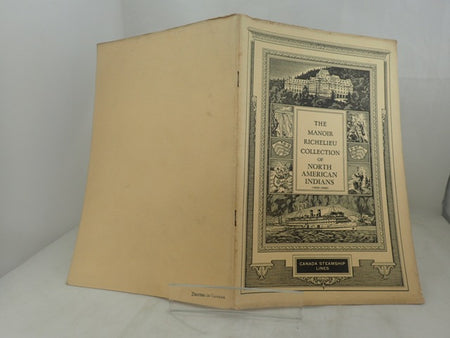 THE
MANOIR
RICHELIEU
COLLECTION
OF
NORTH
AMERICAN
INDIANS
CANADA STEAMSHIP
LINES